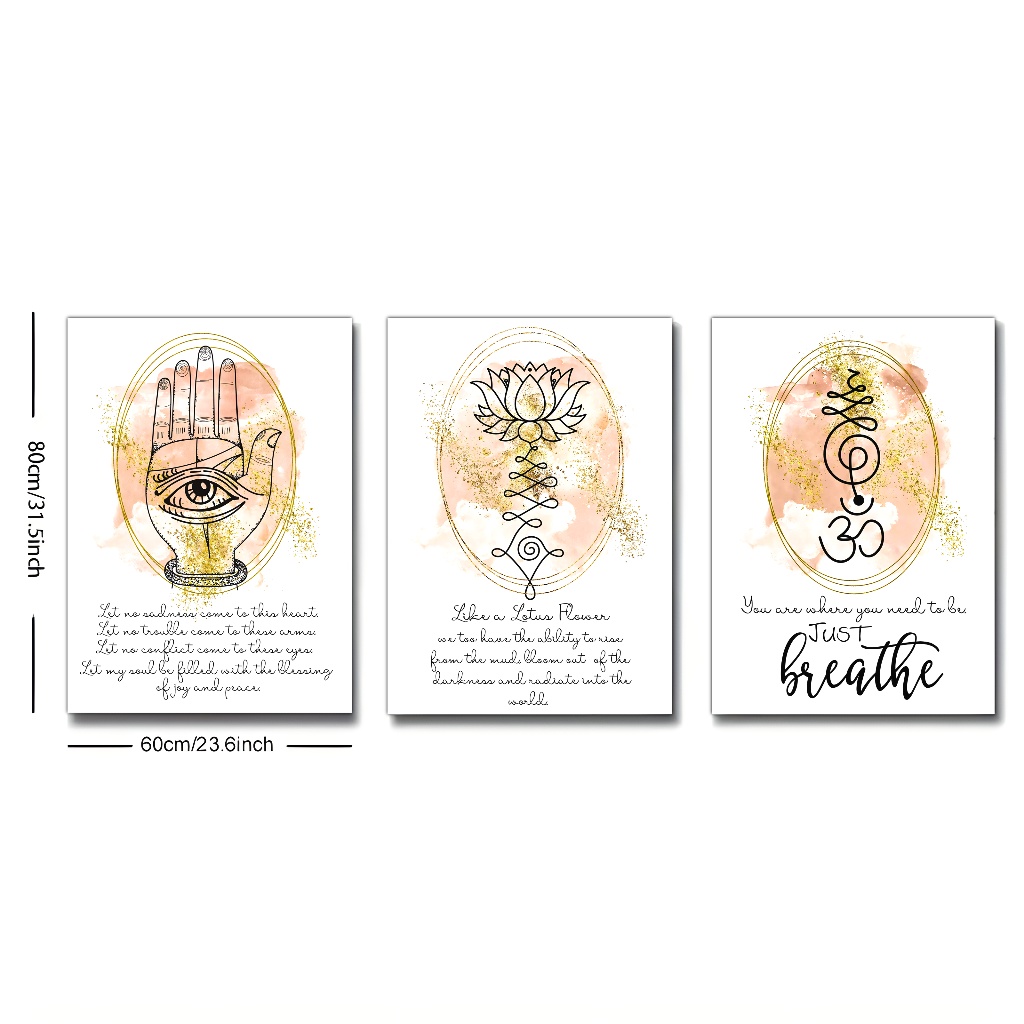 80cm/31.5inch
Let no sadness come to this heart.
Let no trouble come to these arms.
Let no conflict come to these eyes.
Let my soul be filled with the blessing
of joy and peace.
Like a Lotus Flower
we too have the ability to rise
from the mud, bloom out of the
darkness and radiate into the
world.
You are where you need to be.
JUST
breathe
60cm/23.6inch